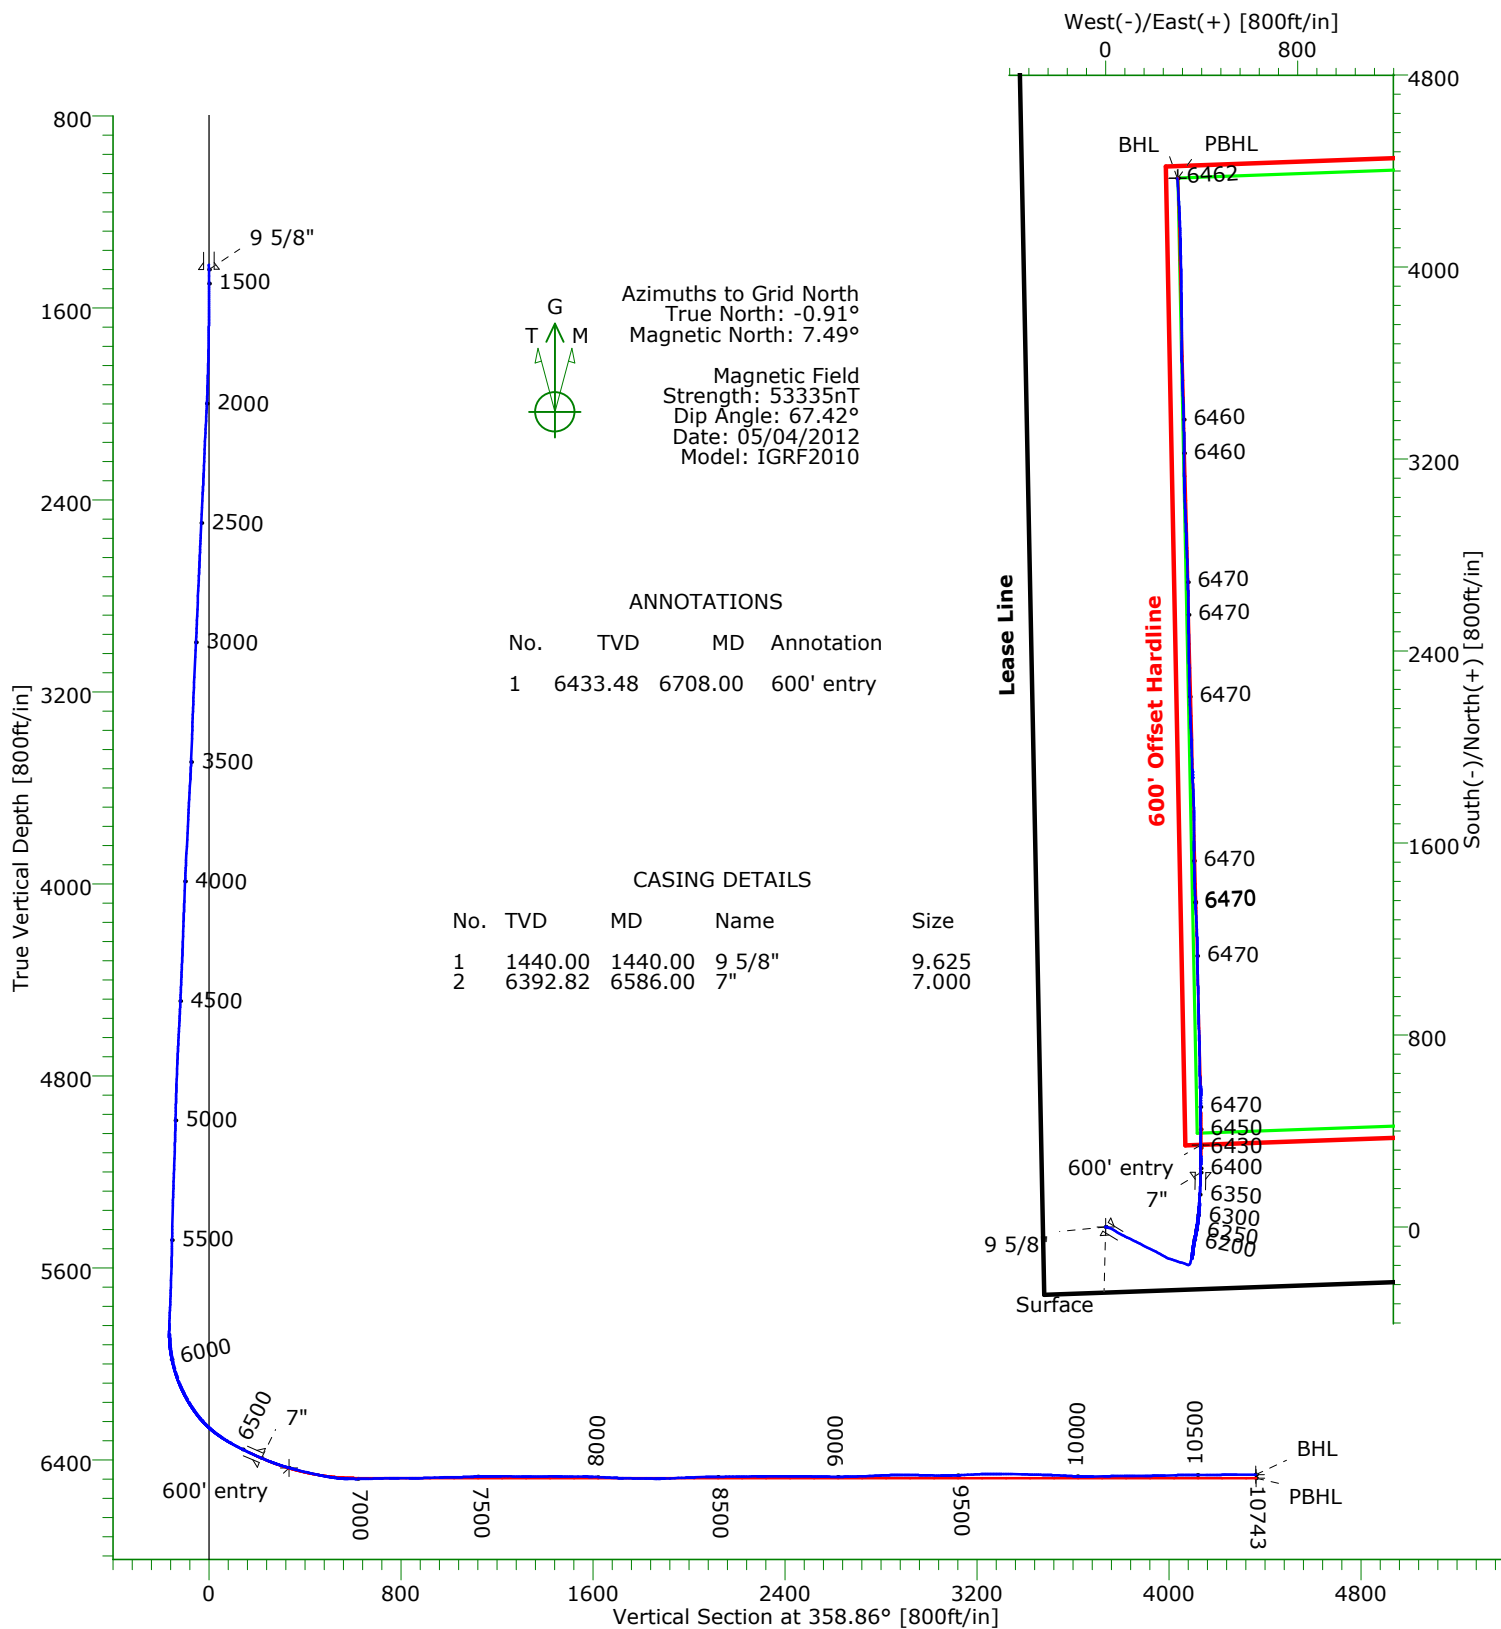 West(-)/East(+) [800ft/in]
0 800
4800
4000
3200
2400
1600
800
0
South(-)/North(+) [800ft/in]
BHL PBHL
6462
6460
6460
6470
6470
6470
6470
6470
6470
6470
6450
6430
6400
6350
6300
6250
6200
600' entry
7"
9 5/8"
Surface
Lease Line
600' Offset Hardline
800
1600
2400
3200
4000
4800
5600
6400
True Vertical Depth [800ft/in]
9 5/8"
1500
2000
2500
3000
3500
4000
4500
5000
5500
6000
6500
7"
600' entry
7000
7500
8000
8500
9000
9500
10000
10500
10743
BHL
PBHL
0 800 1600 2400 3200 4000 4800
Vertical Section at 358.86° [800ft/in]
G
T M
Azimuths to Grid North
True North: -0.91°
Magnetic North: 7.49°
Magnetic Field
Strength: 53335nT
Dip Angle: 67.42°
Date: 05/04/2012
Model: IGRF2010
ANNOTATIONS
No. TVD MD Annotation
1 6433.48 6708.00 600' entry
CASING DETAILS
No. TVD MD Name Size
1 1440.00 1440.00 9 5/8" 9.625
2 6392.82 6586.00 7" 7.000